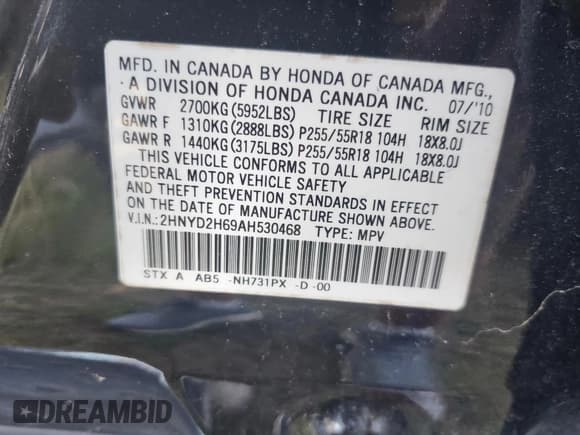 MFD. IN CANADA BY HONDA OF CANADA MFG.,
A DIVISION OF HONDA CANADA INC. 07/'10
GVWR 2700KG(5952LBS) TIRE SIZE RIM SIZE
GAWR F 1310KG(2888LBS) P255/55R18 104H 18X8.0J
GAWR R 1440KG(3175LBS) P255/55R18 104H 18X8.0J
THIS VEHICLE CONFORMS TO ALL APPLICABLE
FEDERAL MOTOR VEHICLE SAFETY
AND THEFT PREVENTION STANDARDS IN EFFECT
ON THE DATE OF MANUFACTURE SHOWN ABOVE.
V.I.N.: 2HNYD2H69AH530468 TYPE: MPV
STX A AB5 -NH731PX -D -00
DREAMBID